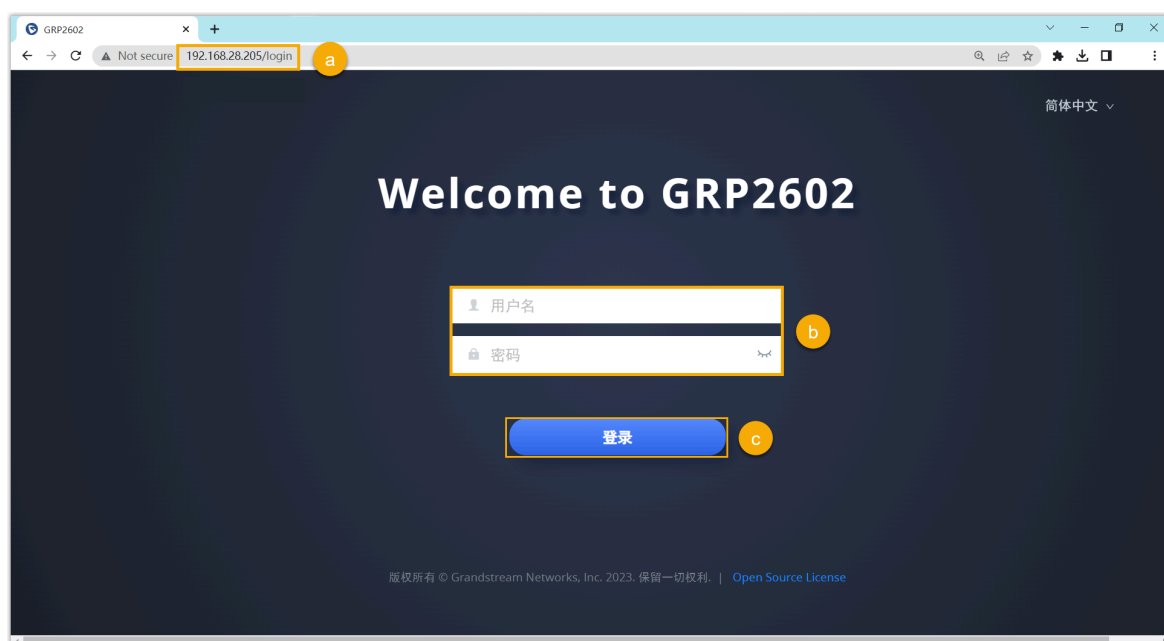 GRP2602
Not secure 192.168.28.205/login
a
简体中文
Welcome to GRP2602
用户名
b
密码
登录
c
版权所有 © Grandstream Networks, Inc. 2023. 保留一切权利. | Open Source License